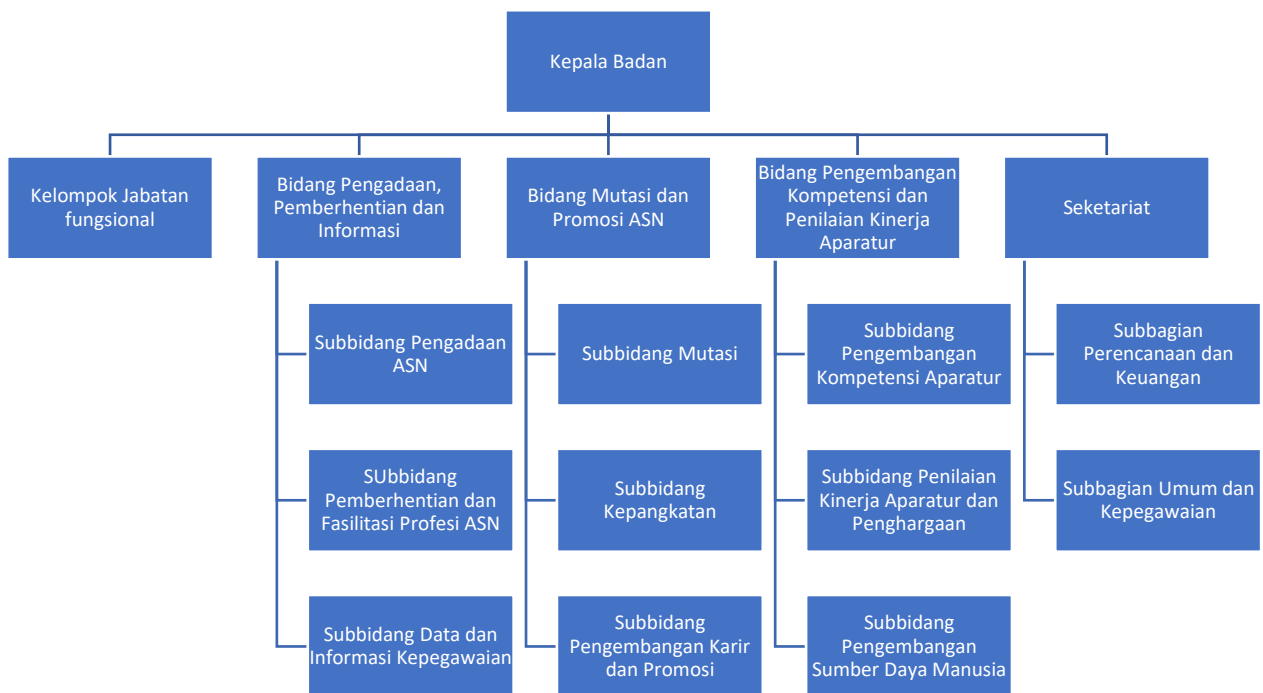 Kepala Badan
Kelompok Jabatan
fungsional
Bidang Pengadaan,
Pemberhentian dan
Informasi
Bidang Mutasi dan
Promosi ASN
Bidang Pengembangan
Kompetensi dan
Penilaian Kinerja
Aparatur
Seketariat
Subbidang Pengadaan
ASN
Subbidang Mutasi
Subbidang
Pengembangan
Kompetensi Aparatur
Subbagian
Perencanaan dan
Keuangan
SUbbidang
Pemberhentian dan
Fasilitasi Profesi ASN
Subbidang
Kepangkatan
Subbidang Penilaian
Kinerja Aparatur dan
Penghargaan
Subbagian Umum dan
Kepegawaian
Subbidang Data dan
Informasi Kepegawaian
Subbidang
Pengembangan Karir
dan Promosi
Subbidang
Pengembangan
Sumber Daya Manusia